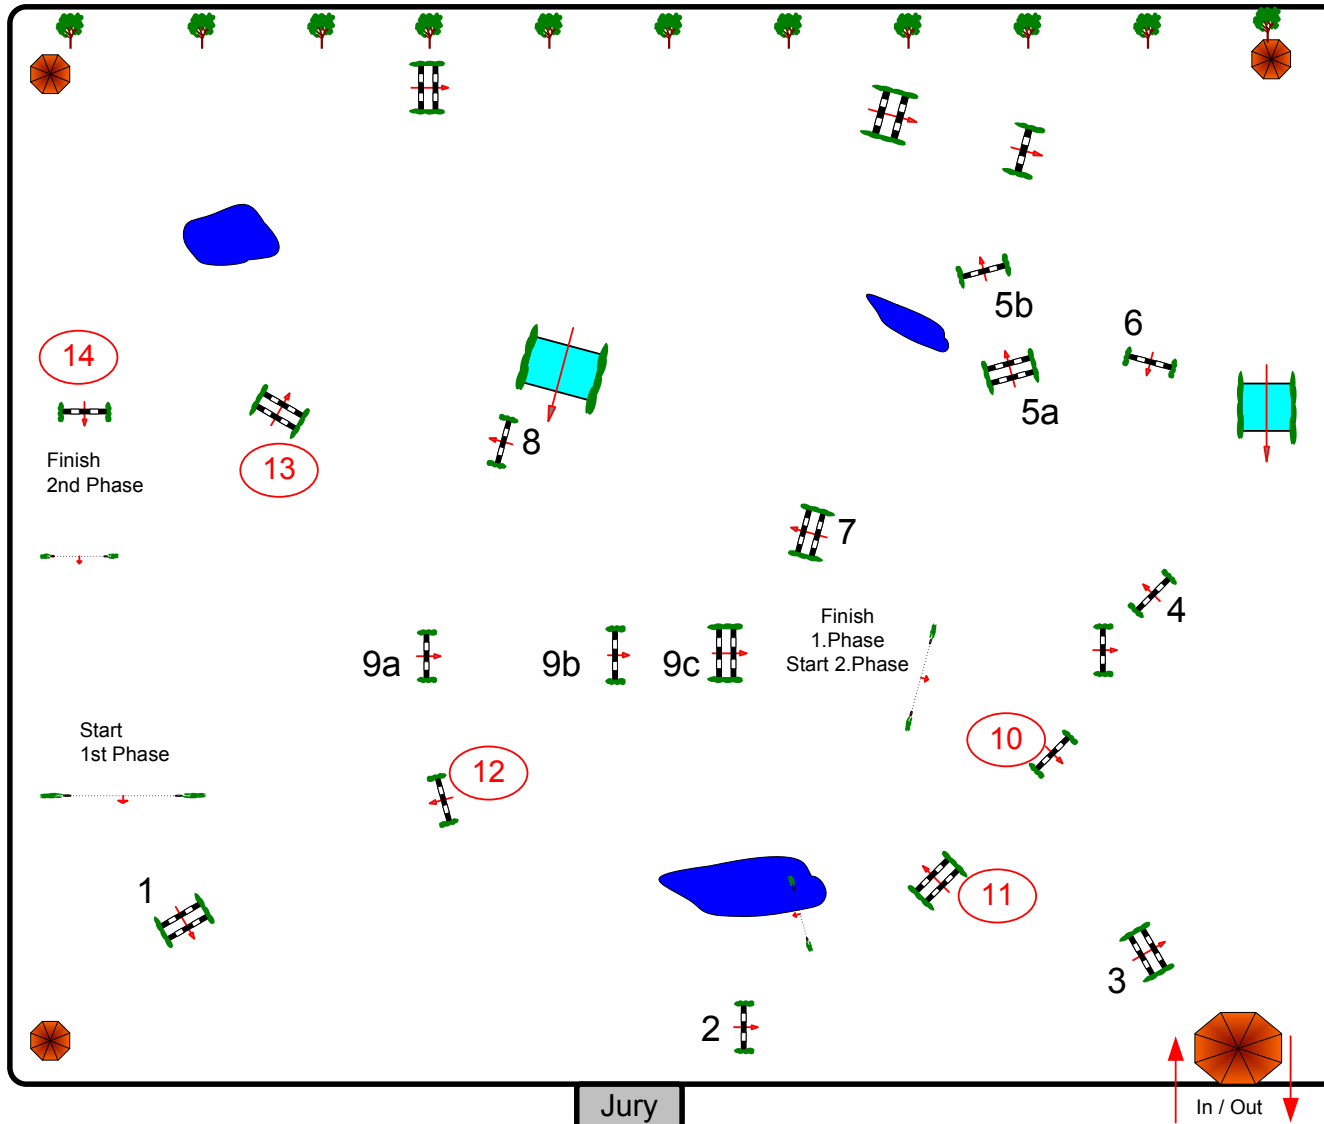 5b
6
14
5a
8
Finish
2nd Phase
13
7
4
Finish
1.Phase
Start 2.Phase
9a
9b
9c
10
Start
1st Phase
12
1
11
3
2
Jury
In / Out